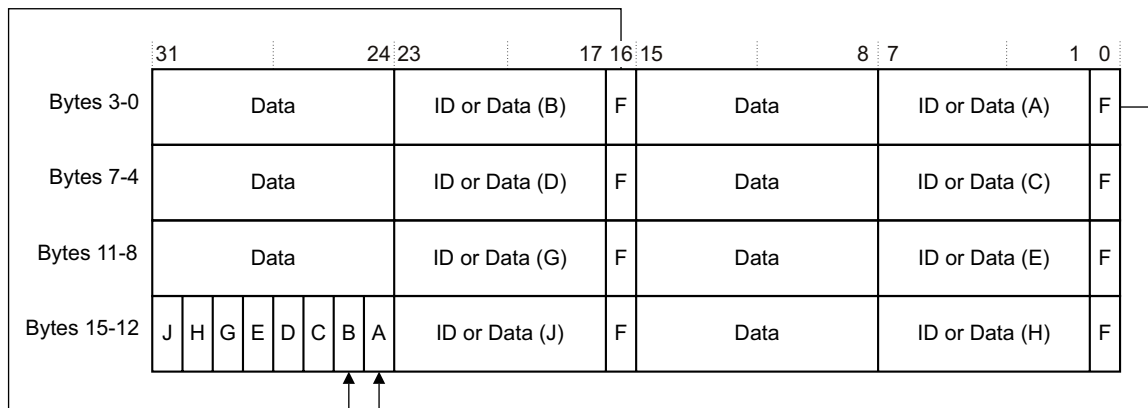 31 24 23 17 16 15 8 7 1 0
Bytes 3-0 Data ID or Data (B) F Data ID or Data (A) F
Bytes 7-4 Data ID or Data (D) F Data ID or Data (C) F
Bytes 11-8 Data ID or Data (G) F Data ID or Data (E) F
Bytes 15-12 J H G E D C B A ID or Data (J) F Data ID or Data (H) F